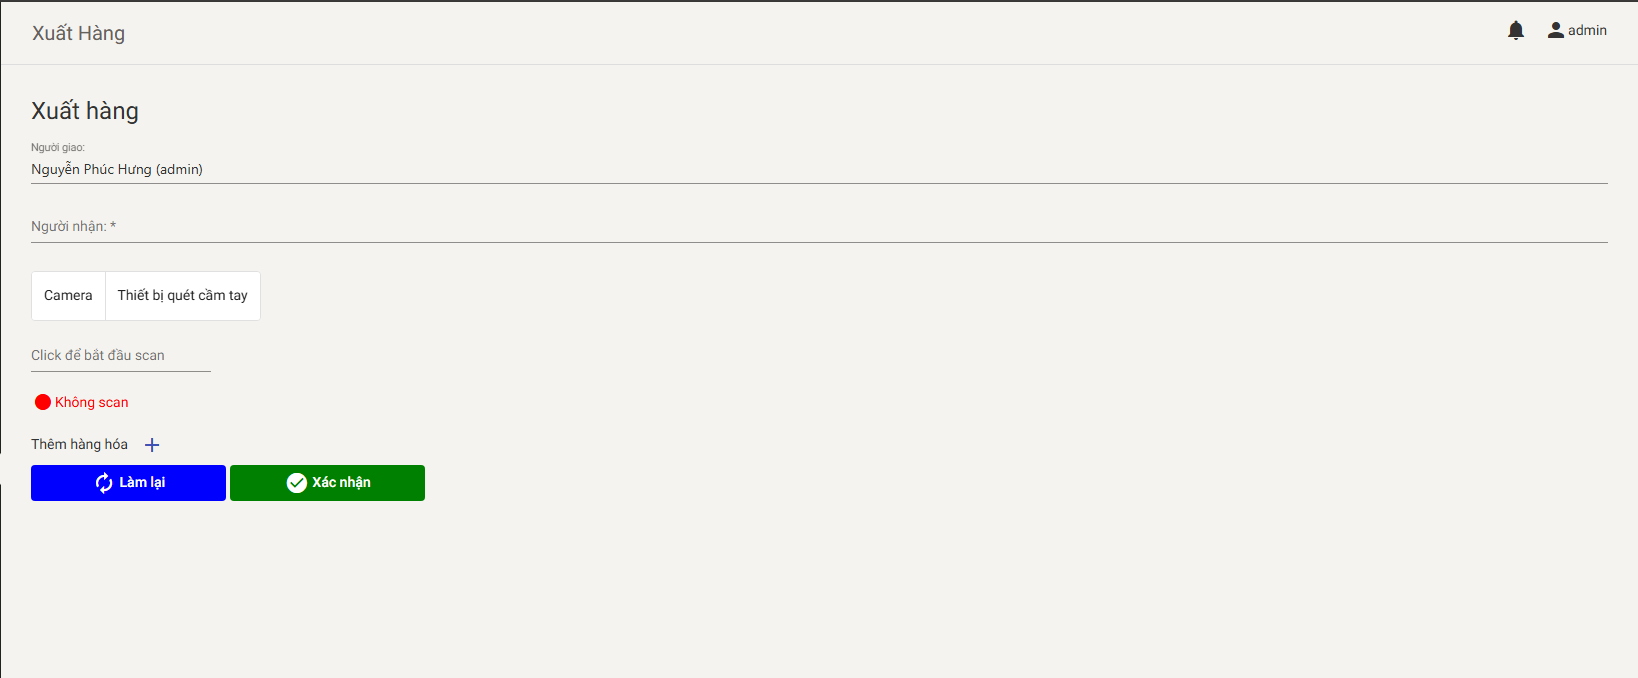 Xuất Hàng
admin
Xuất hàng
Người giao:
Nguyễn Phúc Hưng (admin)
Người nhận: *
Camera
Thiết bị quét cầm tay
Click để bắt đầu scan
Không scan
Thêm hàng hóa
Làm lại
Xác nhận